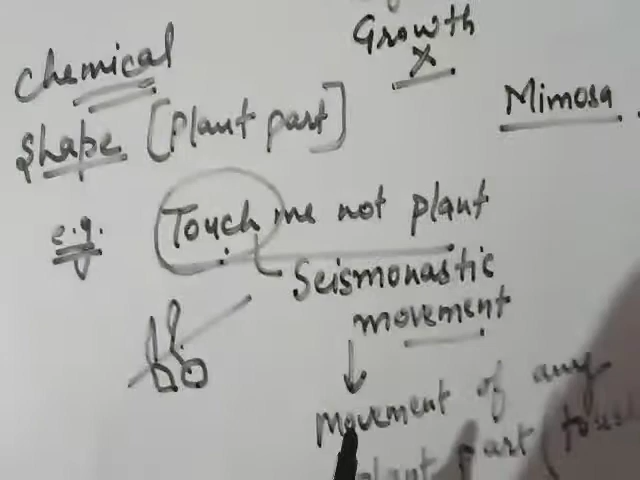 Growth
x
Chemical
Mimosa
shape [plant part]
e.g. Touch me not plant
Seismonastic
movement
Movement of any
plant part (